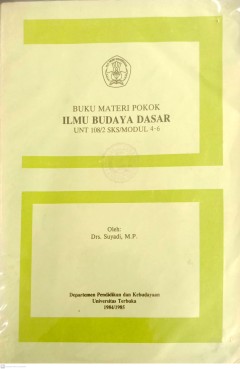 BUKU MATERI POKOK
ILMU BUDAYA DASAR
UNT 108/2 SKS/MODUL 4-6
Oleh:
Drs. Suyadi, M.P.
Departemen Pendidikan dan Kebudayaan
Universitas Terbuka
1984/1985